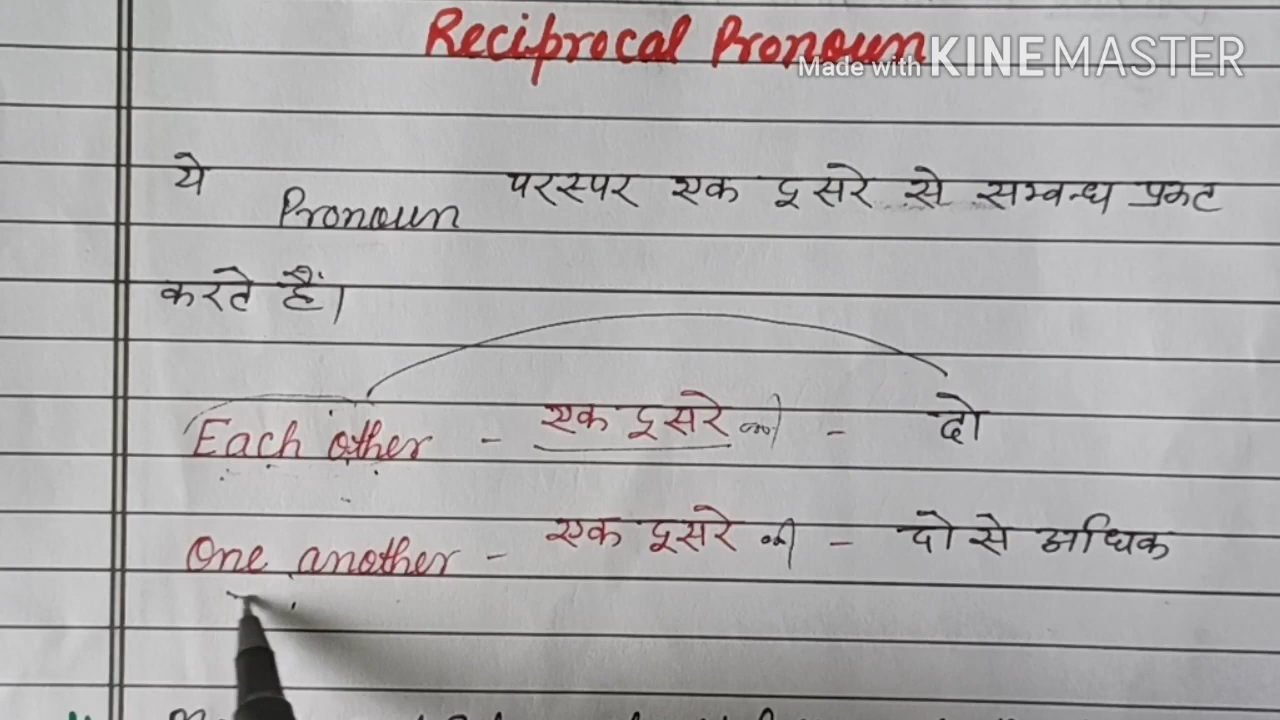 Reciprocal Pronoun
Made with KINEMASTER
ये Pronoun परस्पर एक दूसरे से सम्बन्ध प्रकट
करते हैं।
Each other - एक दूसरे को - दो
One another - एक दूसरे को - दो से अधिक